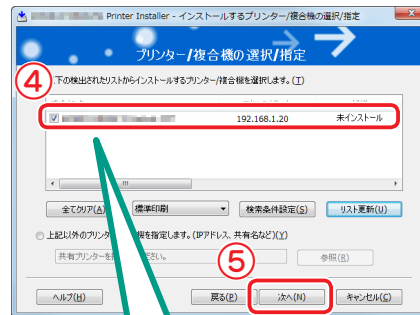 Printer Installer - インストールするプリンター/複合機の選択/指定
プリンター/複合機の選択/指定
④
下の検出されたリストからインストールするプリンター/複合機を選択します。(T)
192.168.1.20 未インストール
全てクリア(A) 標準印刷 検索条件設定(S) リスト更新(U)
上記以外のプリンター 機を指定します。(IPアドレス、共有名など)(Y)
共有プリンターを ださい。 参照(R)
⑤
ヘルプ(H) 戻る(P) 次へ(N) キャンセル(C)